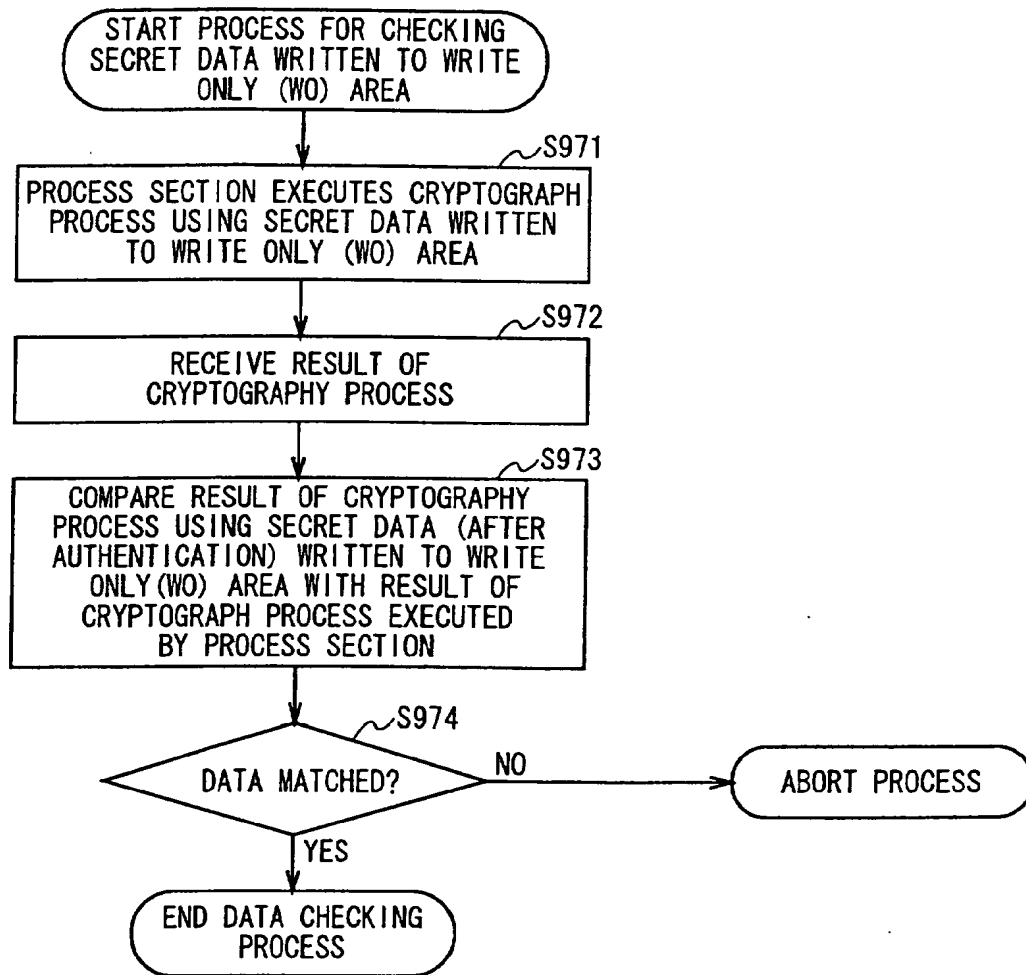 START PROCESS FOR CHECKING
SECRET DATA WRITTEN TO WRITE
ONLY (WO) AREA
S971
PROCESS SECTION EXECUTES CRYPTOGRAPH
PROCESS USING SECRET DATA WRITTEN
TO WRITE ONLY (WO) AREA
S972
RECEIVE RESULT OF
CRYPTOGRAPHY PROCESS
S973
COMPARE RESULT OF CRYPTOGRAPHY
PROCESS USING SECRET DATA (AFTER
AUTHENTICATION) WRITTEN TO WRITE
ONLY(WO) AREA WITH RESULT OF
CRYPTOGRAPH PROCESS EXECUTED
BY PROCESS SECTION
S974
DATA MATCHED?
NO
ABORT PROCESS
YES
END DATA CHECKING
PROCESS